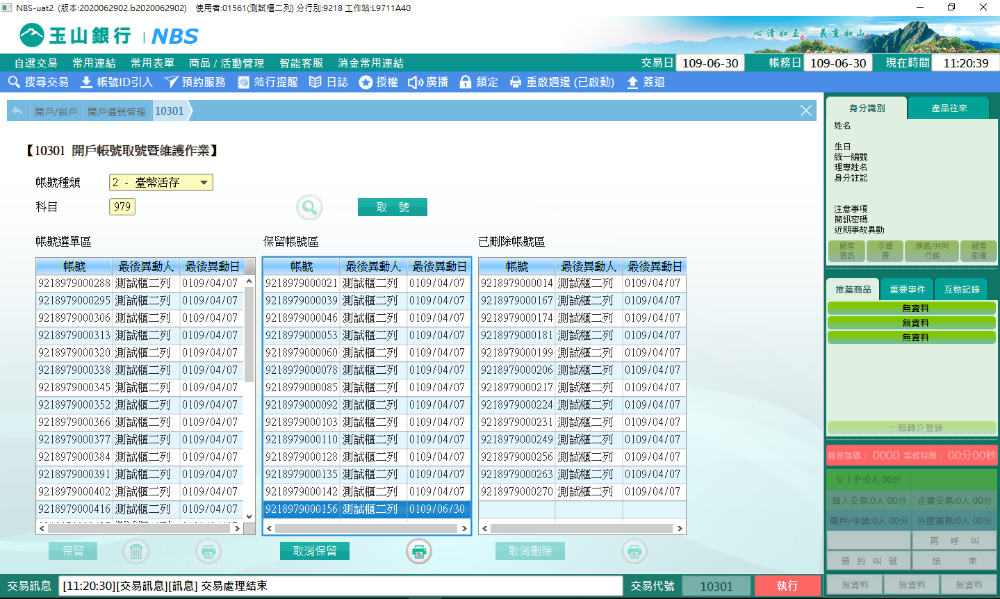 NBS-uat2 (版本:2020062902.b2020062902) 使用者:01561(測試櫃二列) 分行別:9218 工作站:L9711A40
玉山銀行 | NBS
心清如玉。義重如山。
自選交易 常用連結 常用表單 商品 / 活動管理 智能客服 消金常用連結 交易日 109-06-30 帳務日 109-06-30 現在時間 11:20:39
搜尋交易 帳號ID引入 預約服務 蒞行提醒 日誌 授權 廣播 鎖定 重啟週邊 (已啟動) 簽退
開戶/銷戶 開戶選號管理 10301
【10301 開戶帳號取號暨維護作業】
帳號種類 2 - 臺幣活存
科目 979 取 號
帳號選單區 保留帳號區 已刪除帳號區
帳號 最後異動人 最後異動日 帳號 最後異動人 最後異動日 帳號 最後異動人 最後異動日
9218979000288 測試櫃二列 0109/04/07 9218979000021 測試櫃二列 0109/04/07 9218979000014 測試櫃二列 0109/04/07
9218979000295 測試櫃二列 0109/04/07 9218979000039 測試櫃二列 0109/04/07 9218979000167 測試櫃二列 0109/04/07
9218979000306 測試櫃二列 0109/04/07 9218979000046 測試櫃二列 0109/04/07 9218979000174 測試櫃二列 0109/04/07
9218979000313 測試櫃二列 0109/04/07 9218979000053 測試櫃二列 0109/04/07 9218979000181 測試櫃二列 0109/04/07
9218979000320 測試櫃二列 0109/04/07 9218979000060 測試櫃二列 0109/04/07 9218979000199 測試櫃二列 0109/04/07
9218979000338 測試櫃二列 0109/04/07 9218979000078 測試櫃二列 0109/04/07 9218979000206 測試櫃二列 0109/04/07
9218979000345 測試櫃二列 0109/04/07 9218979000085 測試櫃二列 0109/04/07 9218979000217 測試櫃二列 0109/04/07
9218979000352 測試櫃二列 0109/04/07 9218979000092 測試櫃二列 0109/04/07 9218979000224 測試櫃二列 0109/04/07
9218979000366 測試櫃二列 0109/04/07 9218979000103 測試櫃二列 0109/04/07 9218979000231 測試櫃二列 0109/04/07
9218979000377 測試櫃二列 0109/04/07 9218979000110 測試櫃二列 0109/04/07 9218979000249 測試櫃二列 0109/04/07
9218979000384 測試櫃二列 0109/04/07 9218979000128 測試櫃二列 0109/04/07 9218979000256 測試櫃二列 0109/04/07
9218979000391 測試櫃二列 0109/04/07 9218979000135 測試櫃二列 0109/04/07 9218979000263 測試櫃二列 0109/04/07
9218979000402 測試櫃二列 0109/04/07 9218979000142 測試櫃二列 0109/04/07 9218979000270 測試櫃二列 0109/04/07
9218979000416 測試櫃二列 0109/04/07 9218979000156 測試櫃二列 0109/06/30
保留 取消保留 取消刪除
身分識別 產品往來
姓名
生日
統一編號
理專姓名
身分註記
注意事項
簡訊密碼
近期事故異動
顧客資訊 手續費 通路/共同行銷 顧客影像
推薦商品 重要事件 互動記錄
無資料
無資料
無資料
一般轉介登錄
服務號碼： 0000 等候時間： 00分00秒
ＶＩＰ:0人 00分
個人交易:0人 00分 企業交易:0人 00分
開戶/申請:0人 00分 外匯業務:0人 00分
再 呼 叫
預 約 叫 號 結 束
無資料 無資料 無資料
交易訊息 [11:20:30][交易訊息][訊息] 交易處理結束 交易代號 10301 執行